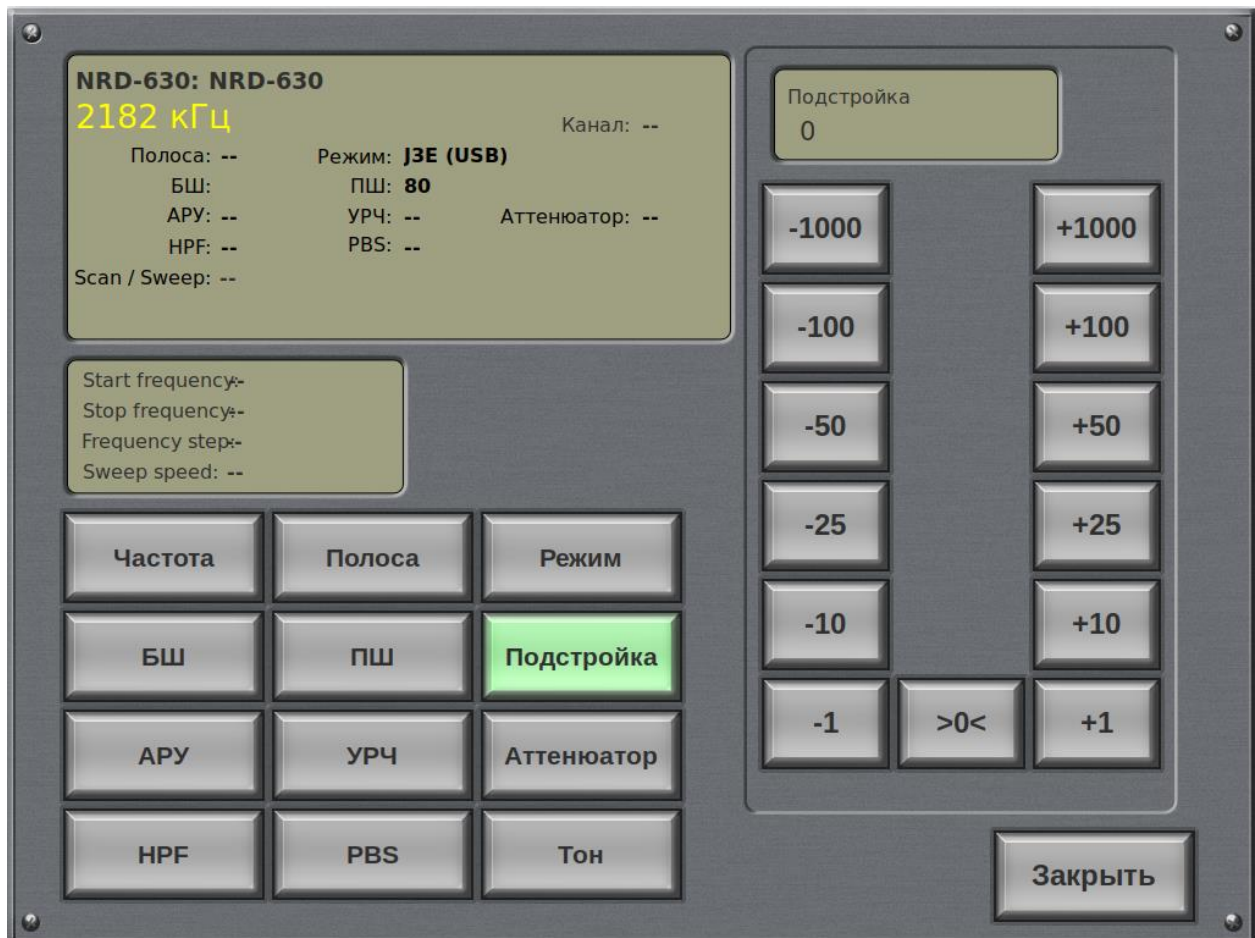 NRD-630: NRD-630
2182 кГц
Канал: --
Полоса: -- Режим: J3E (USB)
БШ: ПШ: 80
АРУ: -- УРЧ: -- Аттенюатор: --
HPF: -- PBS: --
Scan / Sweep: --
Start frequency:--
Stop frequency:--
Frequency step:--
Sweep speed: --
Частота Полоса Режим
БШ ПШ Подстройка
АРУ УРЧ Аттенюатор
HPF PBS Тон
Подстройка
0
-1000 +1000
-100 +100
-50 +50
-25 +25
-10 +10
-1 >0< +1
Закрыть